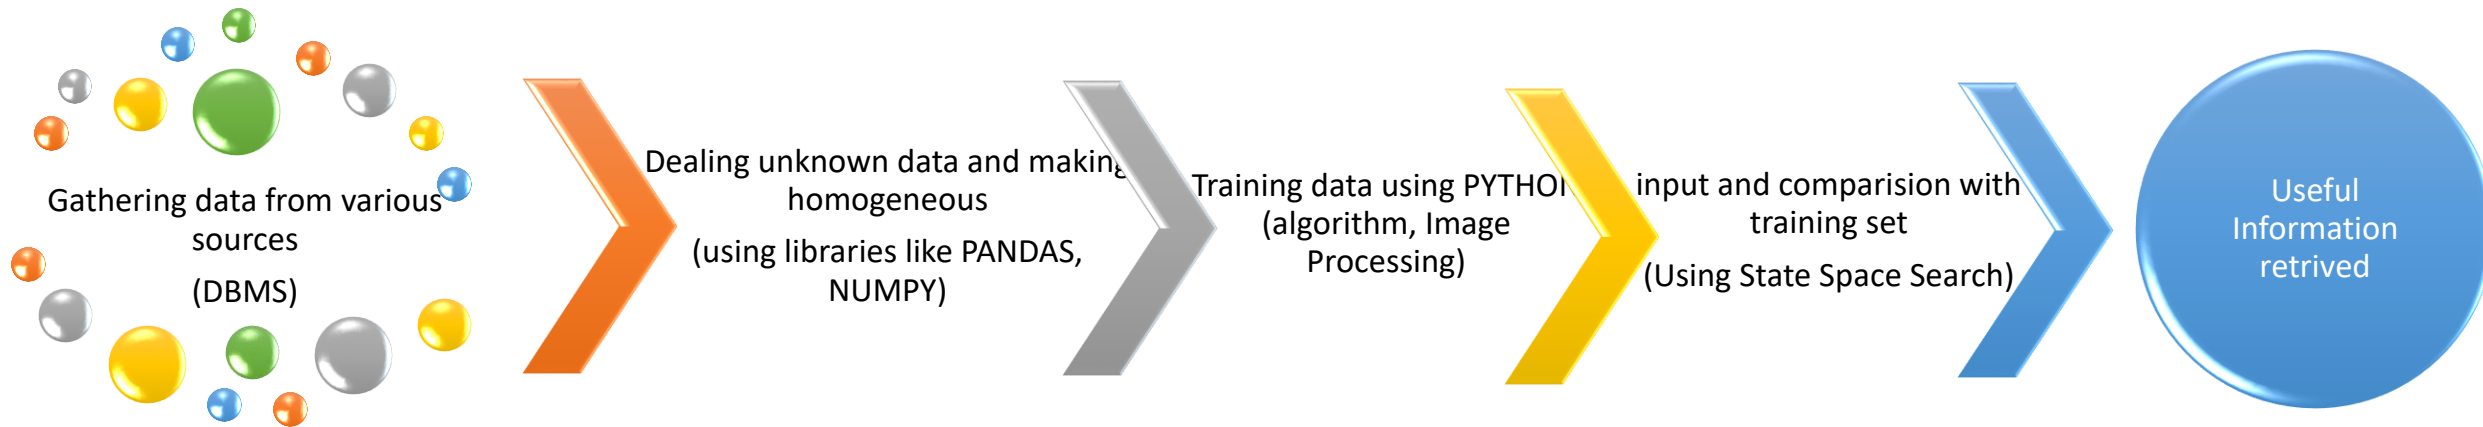 Gathering data from various
sources
(DBMS)
Dealing unknown data and making
homogeneous
(using libraries like PANDAS,
NUMPY)
Training data using PYTHON
(algorithm, Image
Processing)
input and comparision with
training set
(Using State Space Search)
Useful
Information
retrived